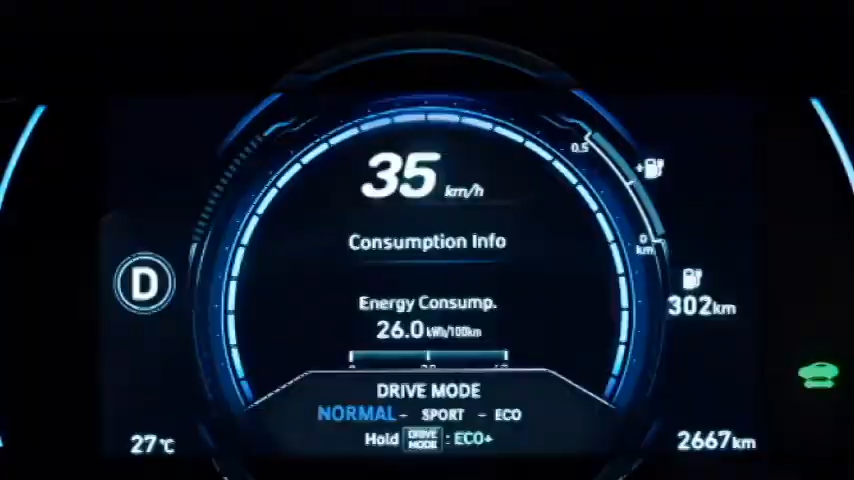 35 km/h
0.5
Consumption Info
0
km
D
Energy Consump.
26.0 kWh/100km
302km
DRIVE MODE
NORMAL - SPORT - ECO
Hold DRIVE MODE : ECO+
27℃
2667km